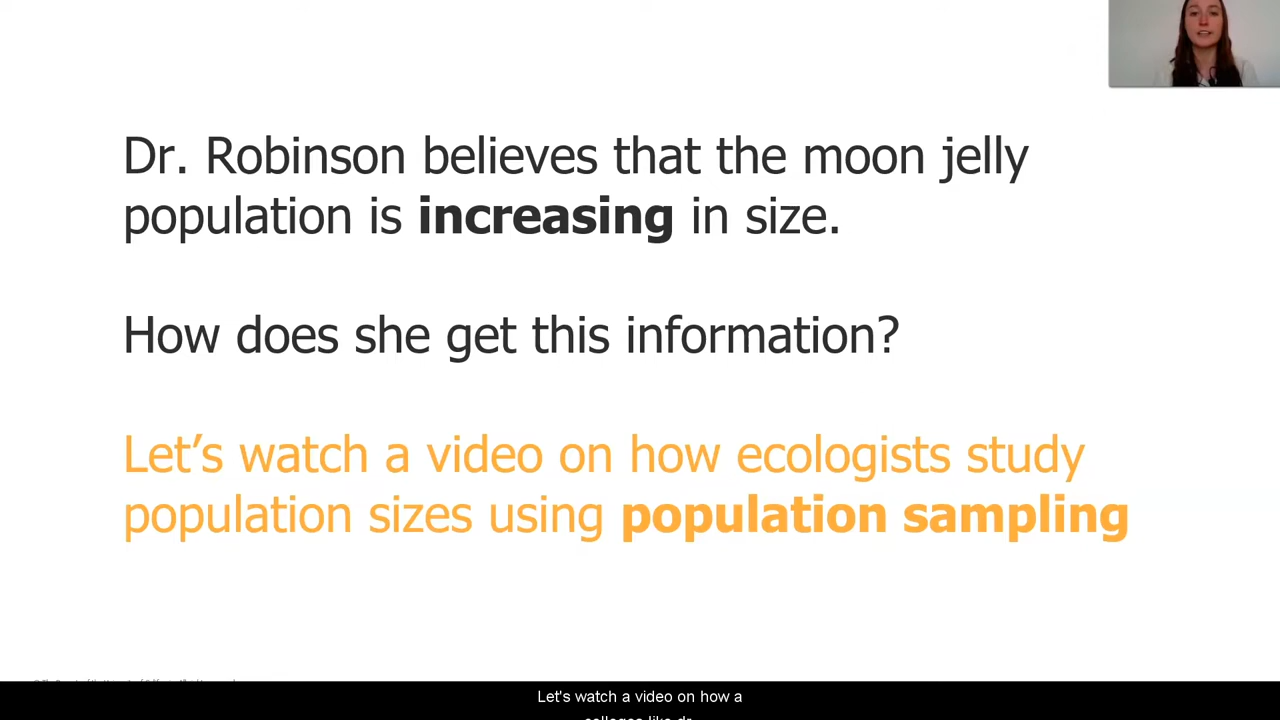 Dr. Robinson believes that the moon jelly
population is increasing in size.
How does she get this information?
Let’s watch a video on how ecologists study
population sizes using population sampling
Let's watch a video on how a